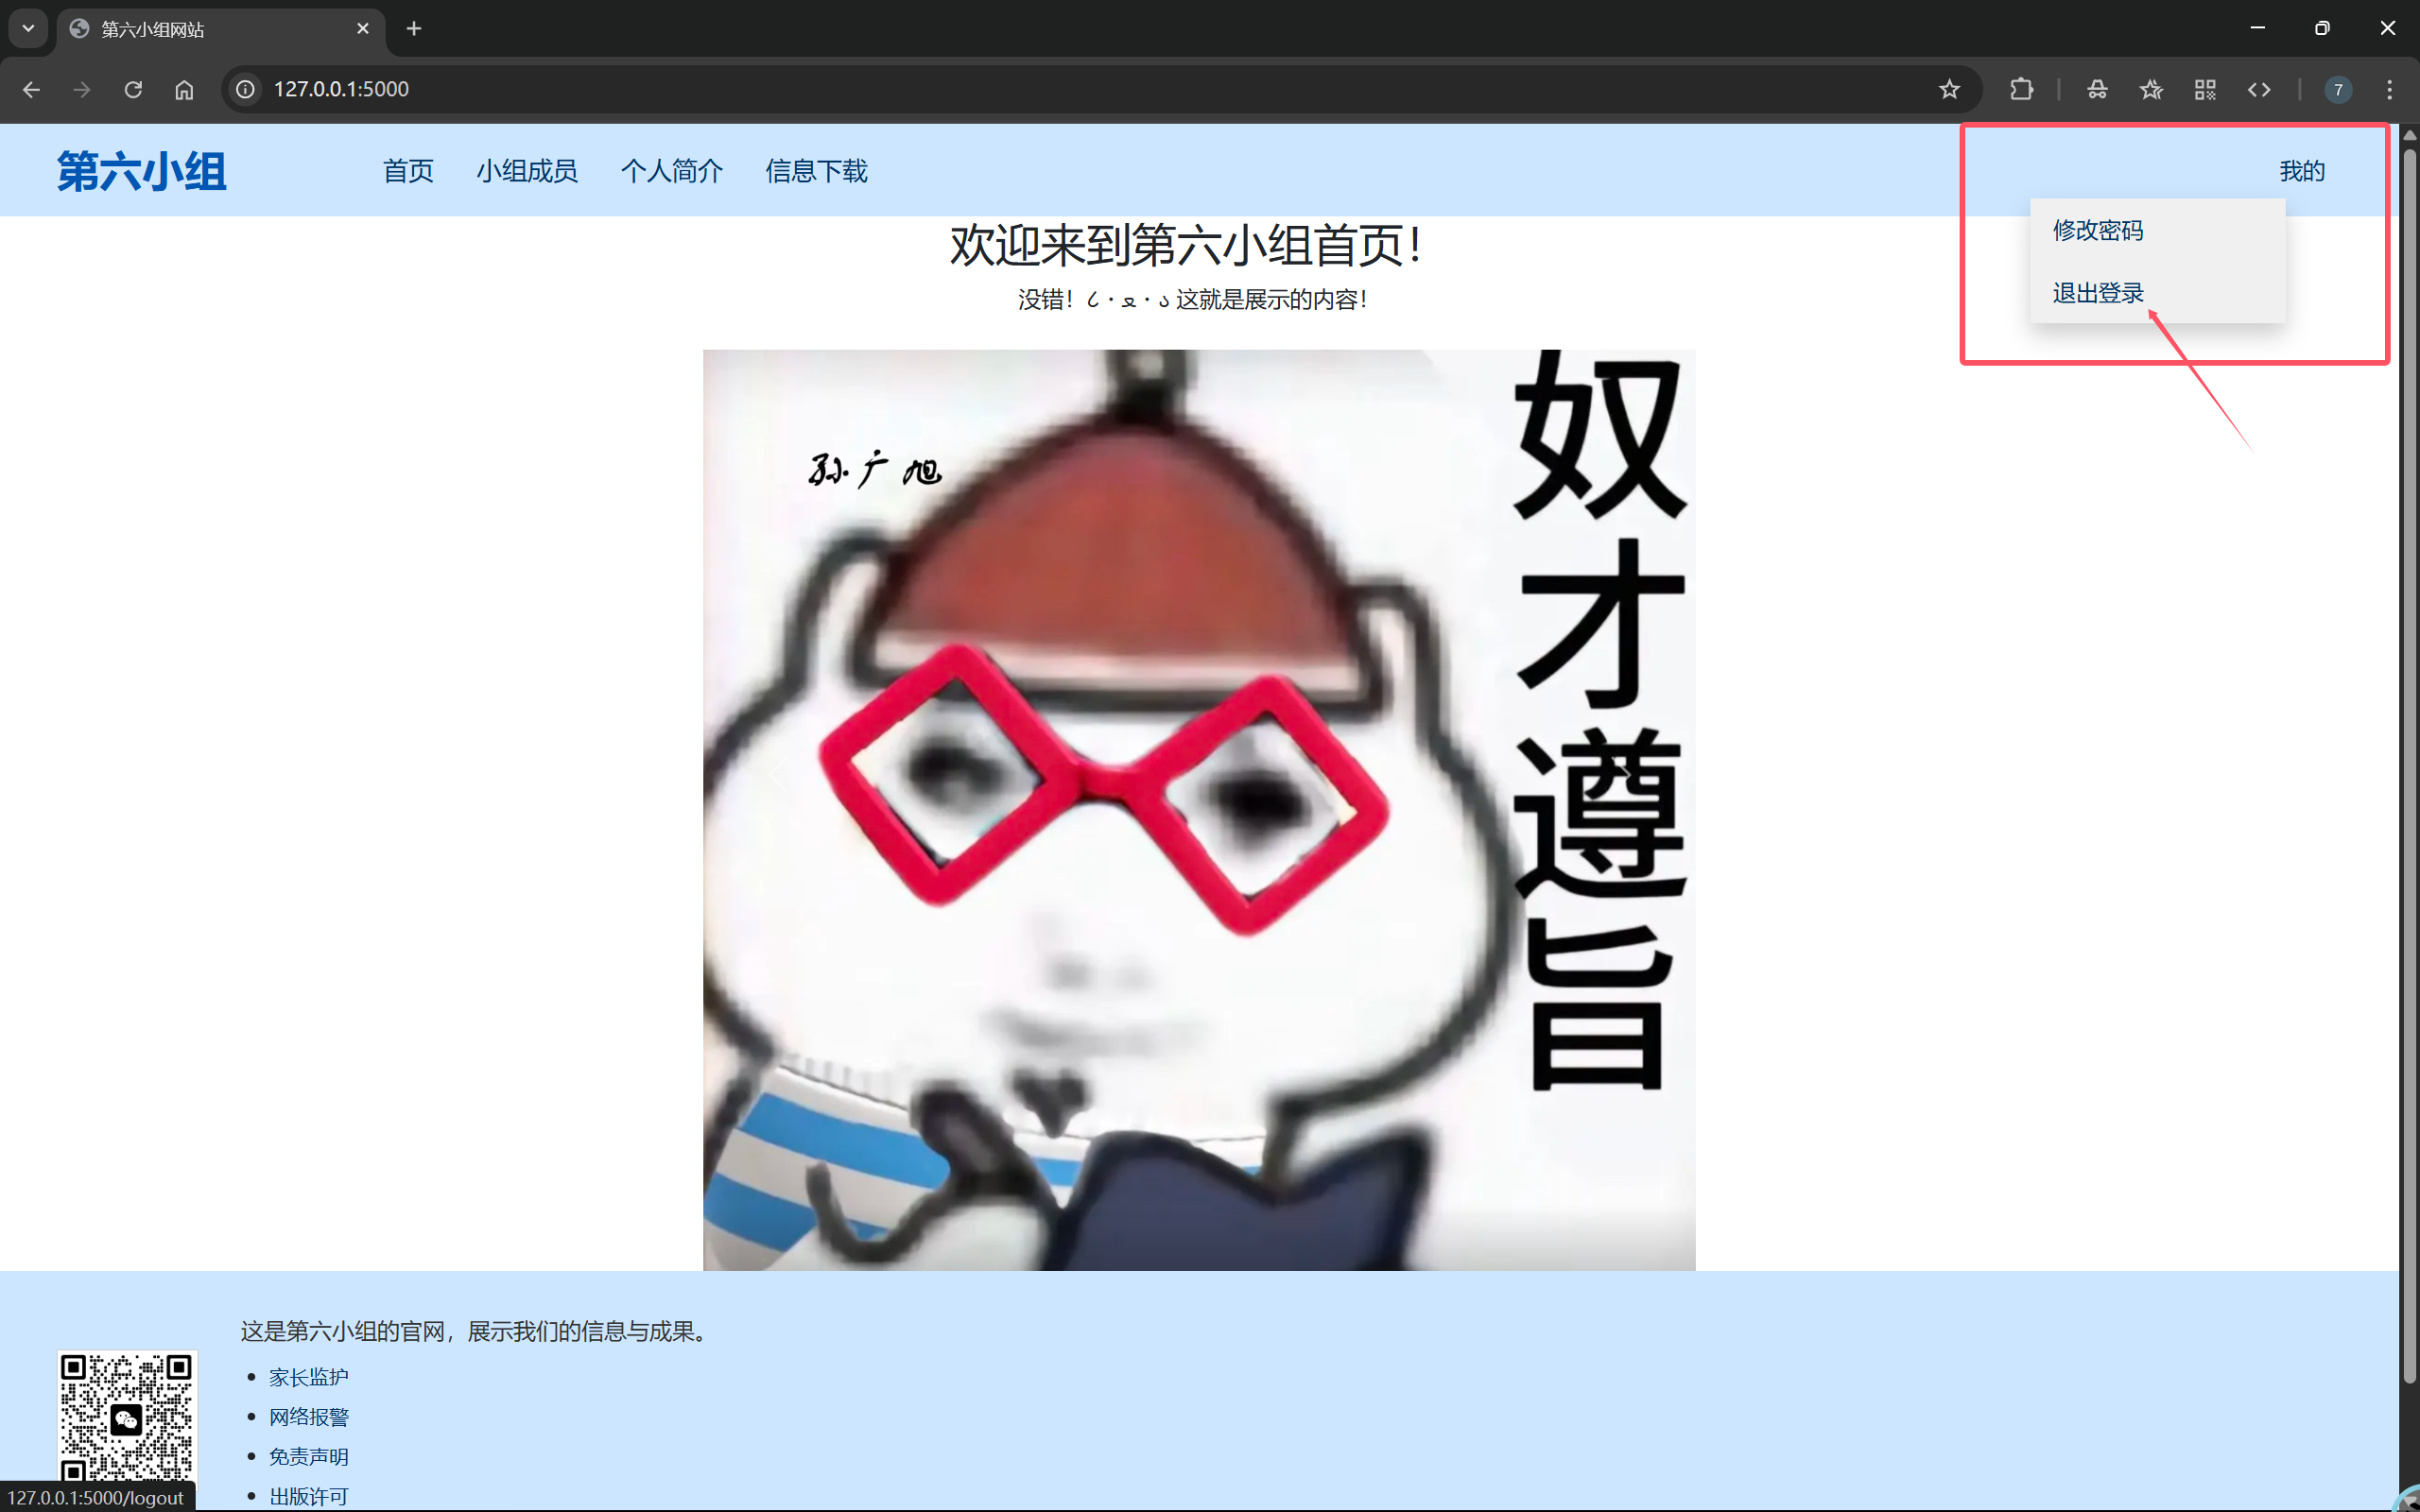 第六小组网站
127.0.0.1:5000
7
第六小组
首页 小组成员 个人简介 信息下载
我的
修改密码
退出登录
欢迎来到第六小组首页！
没错！૮・ﻌ・ა 这就是展示的内容！
孙广旭
奴才遵旨
这是第六小组的官网，展示我们的信息与成果。
家长监护
网络报警
免责声明
出版许可
127.0.0.1:5000/logout